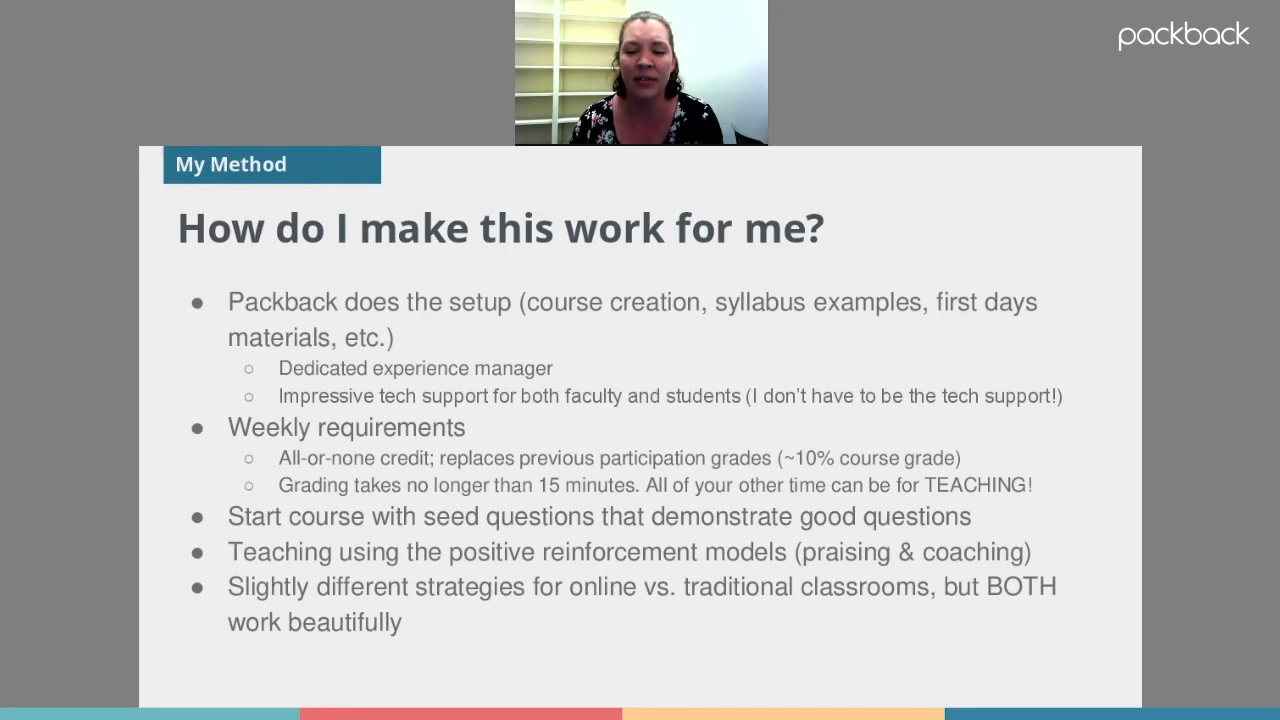 packback
My Method
How do I make this work for me?
● Packback does the setup (course creation, syllabus examples, first days
materials, etc.)
○ Dedicated experience manager
○ Impressive tech support for both faculty and students (I don't have to be the tech support!)
● Weekly requirements
○ All-or-none credit; replaces previous participation grades (~10% course grade)
○ Grading takes no longer than 15 minutes. All of your other time can be for TEACHING!
● Start course with seed questions that demonstrate good questions
● Teaching using the positive reinforcement models (praising & coaching)
● Slightly different strategies for online vs. traditional classrooms, but BOTH
work beautifully